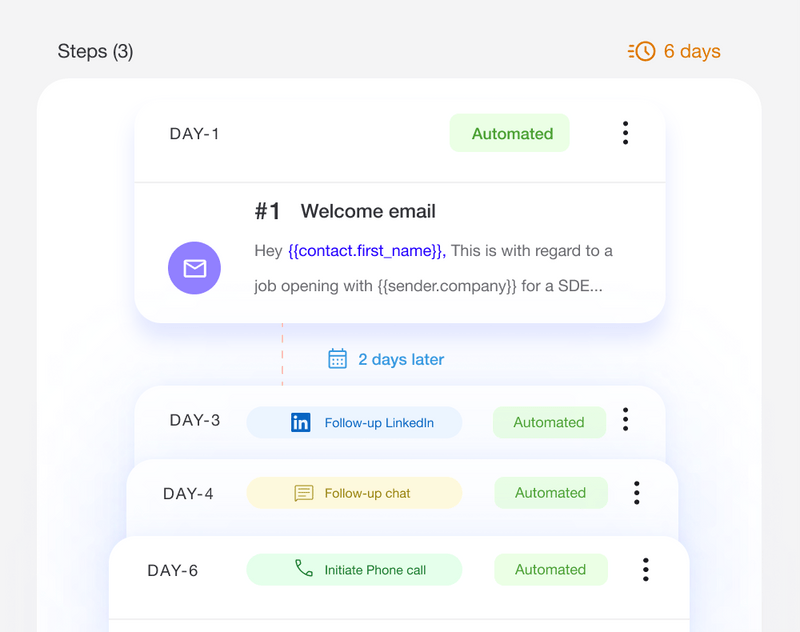 Steps (3)
6 days
DAY-1
Automated
#1 Welcome email
Hey {{contact.first_name}}, This is with regard to a
job opening with {{sender.company}} for a SDE...
2 days later
DAY-3
in
Follow-up LinkedIn
Automated
DAY-4
Follow-up chat
Automated
DAY-6
Initiate Phone call
Automated